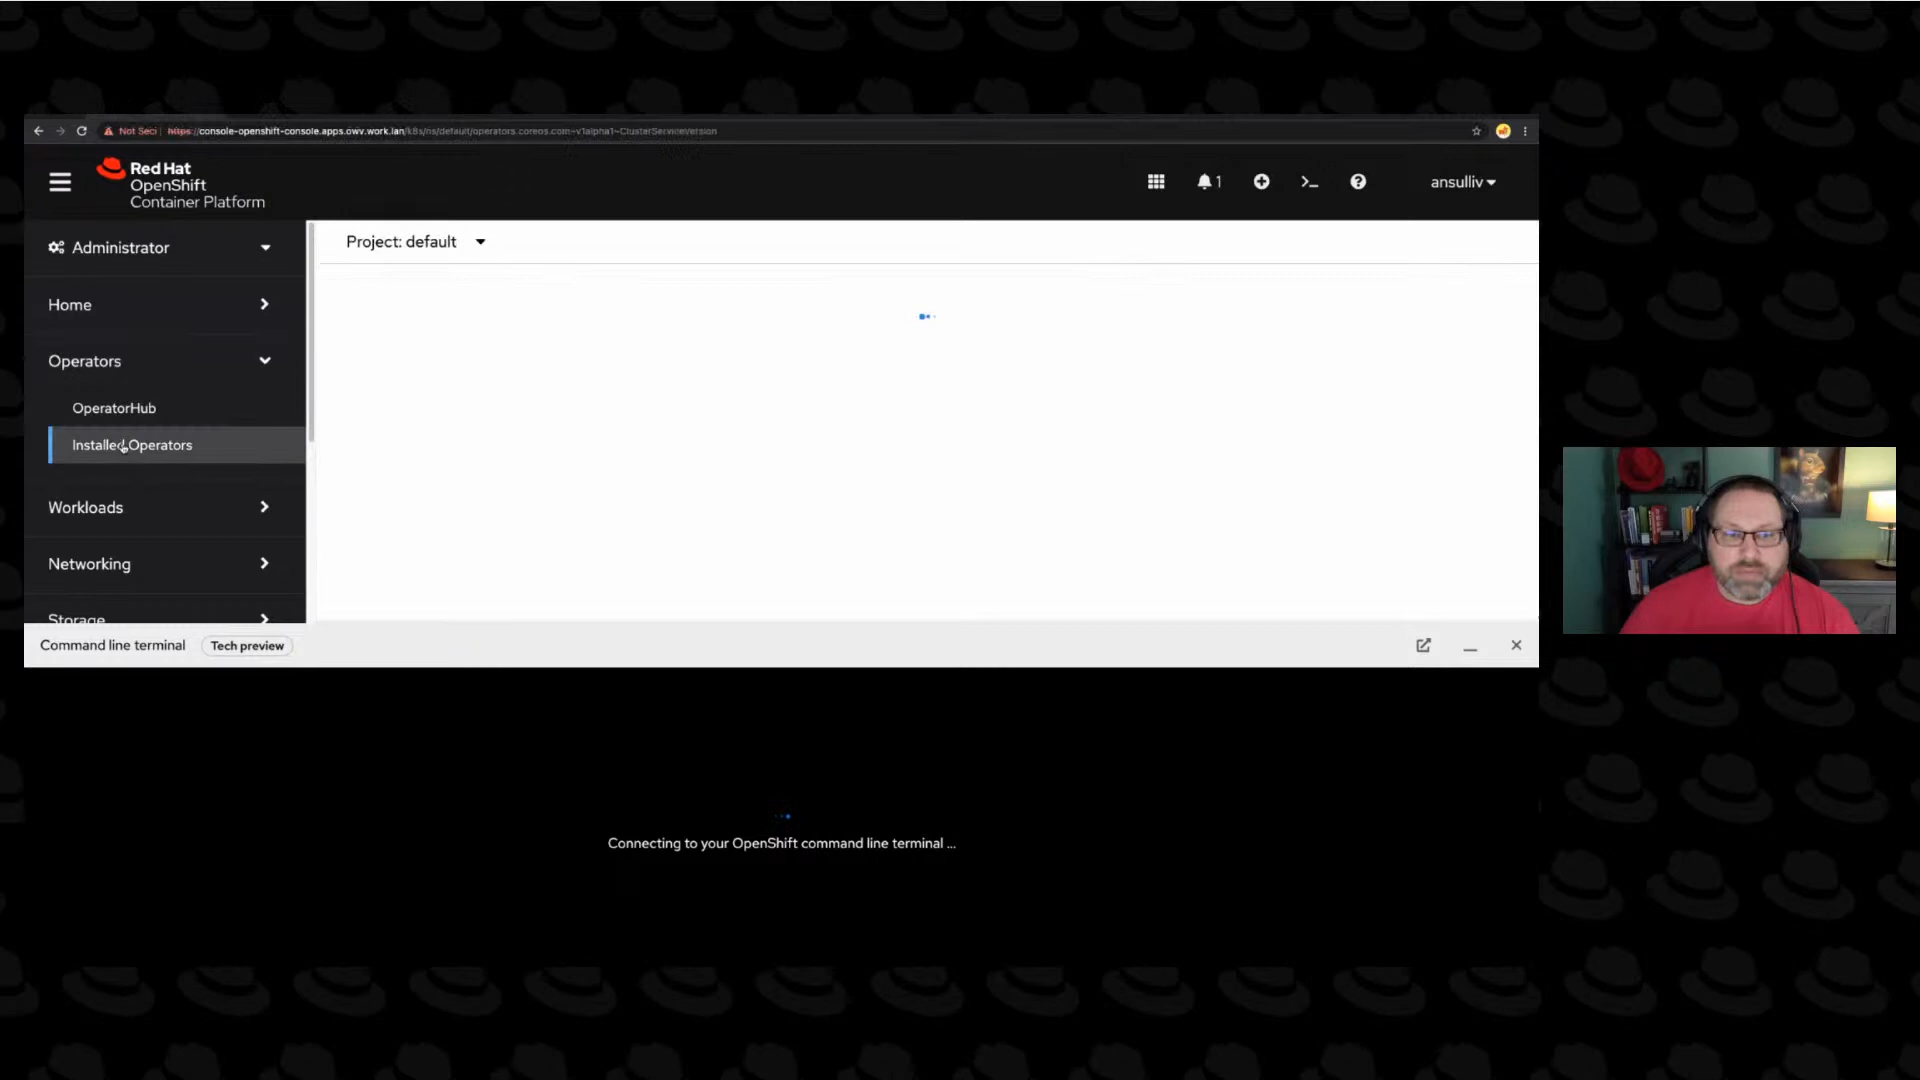 Not Sec
https://console-openshift-console.apps.owv.work.lan/k8s/ns/default/operators.coreos.com~v1alpha1~ClusterServiceVersion
Red Hat
OpenShift
Container Platform
1
ansulliv
Administrator
Project: default
Home
Operators
OperatorHub
Installed Operators
Workloads
Networking
Storage
Command line terminal
Tech preview
Connecting to your OpenShift command line terminal ...